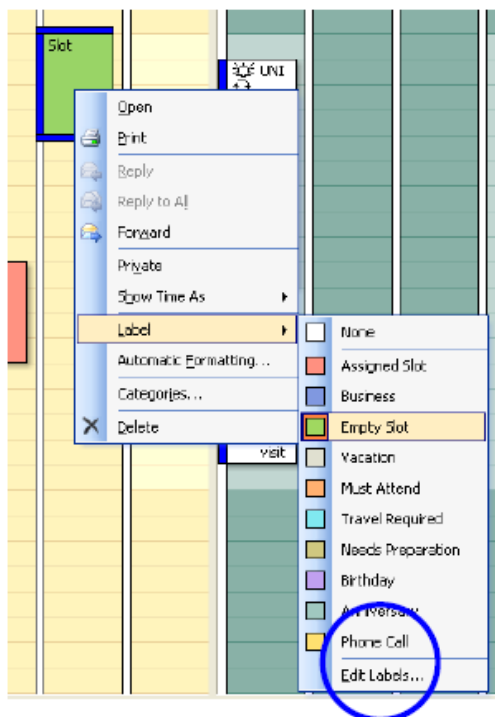 Slot
UNI
Open
Print
Reply
Reply to All
Forward
Private
Show Time As
Label
Automatic Formatting...
Categories...
Delete
visit
None
Assigned Slot
Business
Empty Slot
Vacation
Must Attend
Travel Required
Needs Preparation
Birthday
Anniversary
Phone Call
Edit Labels...